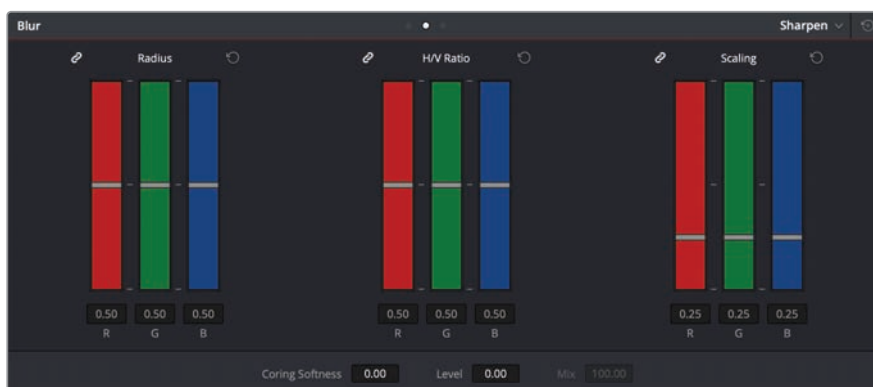 Blur Sharpen
Radius H/V Ratio Scaling
0.50 0.50 0.50 0.50 0.50 0.50 0.25 0.25 0.25
R G B R G B R G B
Coring Softness 0.00 Level 0.00 Mix 100.00